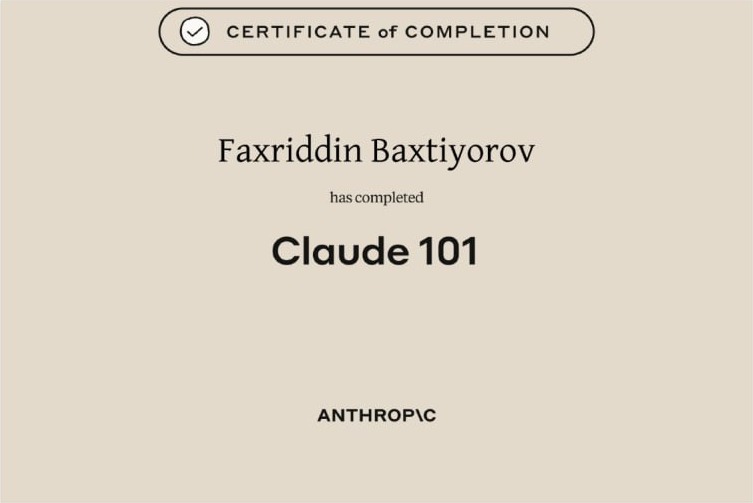 CERTIFICATE of COMPLETION
Faxriddin Baxtiyorov
has completed
Claude 101
ANTHROP\C